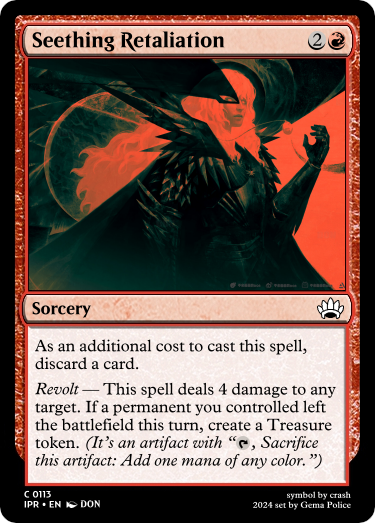 Seething Retaliation 2
Sorcery
As an additional cost to cast this spell,
discard a card.
Revolt — This spell deals 4 damage to any
target. If a permanent you controlled left
the battlefield this turn, create a Treasure
token. (It's an artifact with “, Sacrifice
this artifact: Add one mana of any color.”)
C 0113
IPR • EN DON
symbol by crash
2024 set by Gema Police